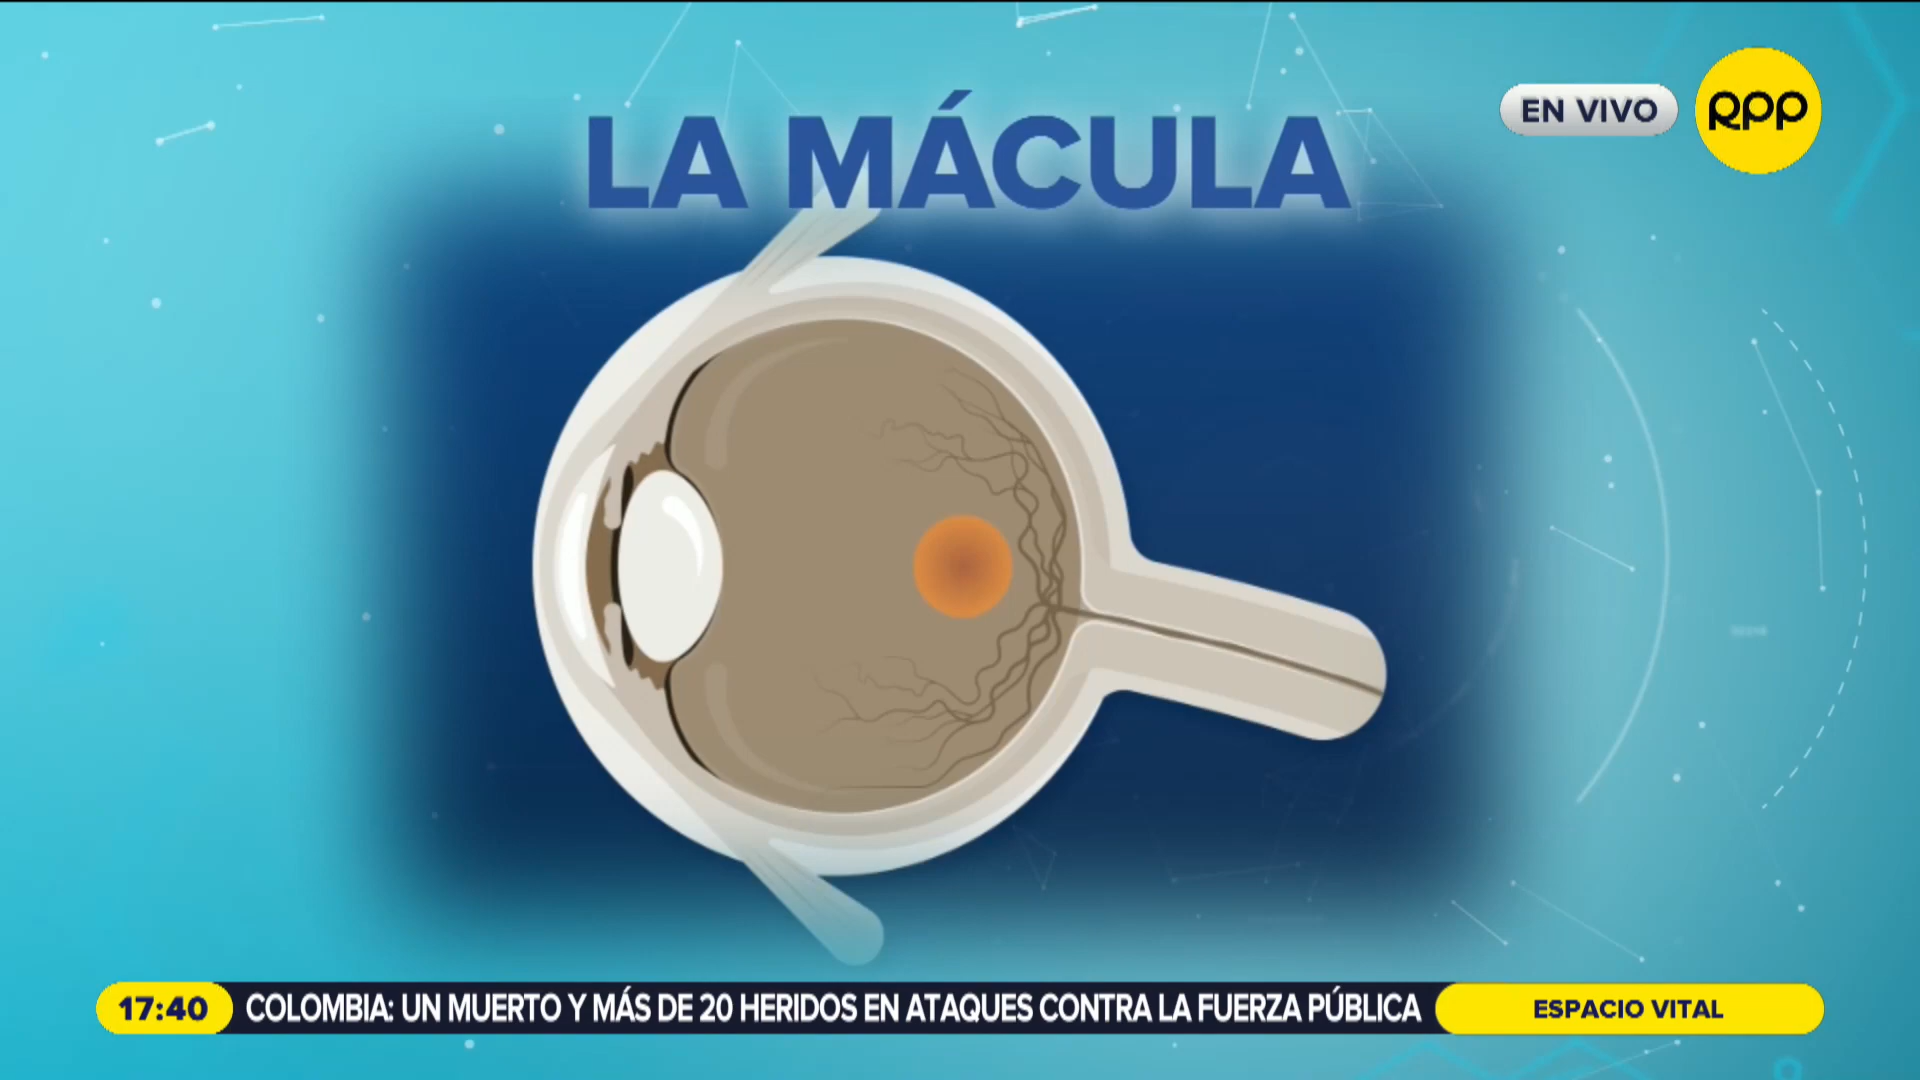 LA MÁCULA
EN VIVO
rpp
17:40
COLOMBIA: UN MUERTO Y MÁS DE 20 HERIDOS EN ATAQUES CONTRA LA FUERZA PÚBLICA
ESPACIO VITAL